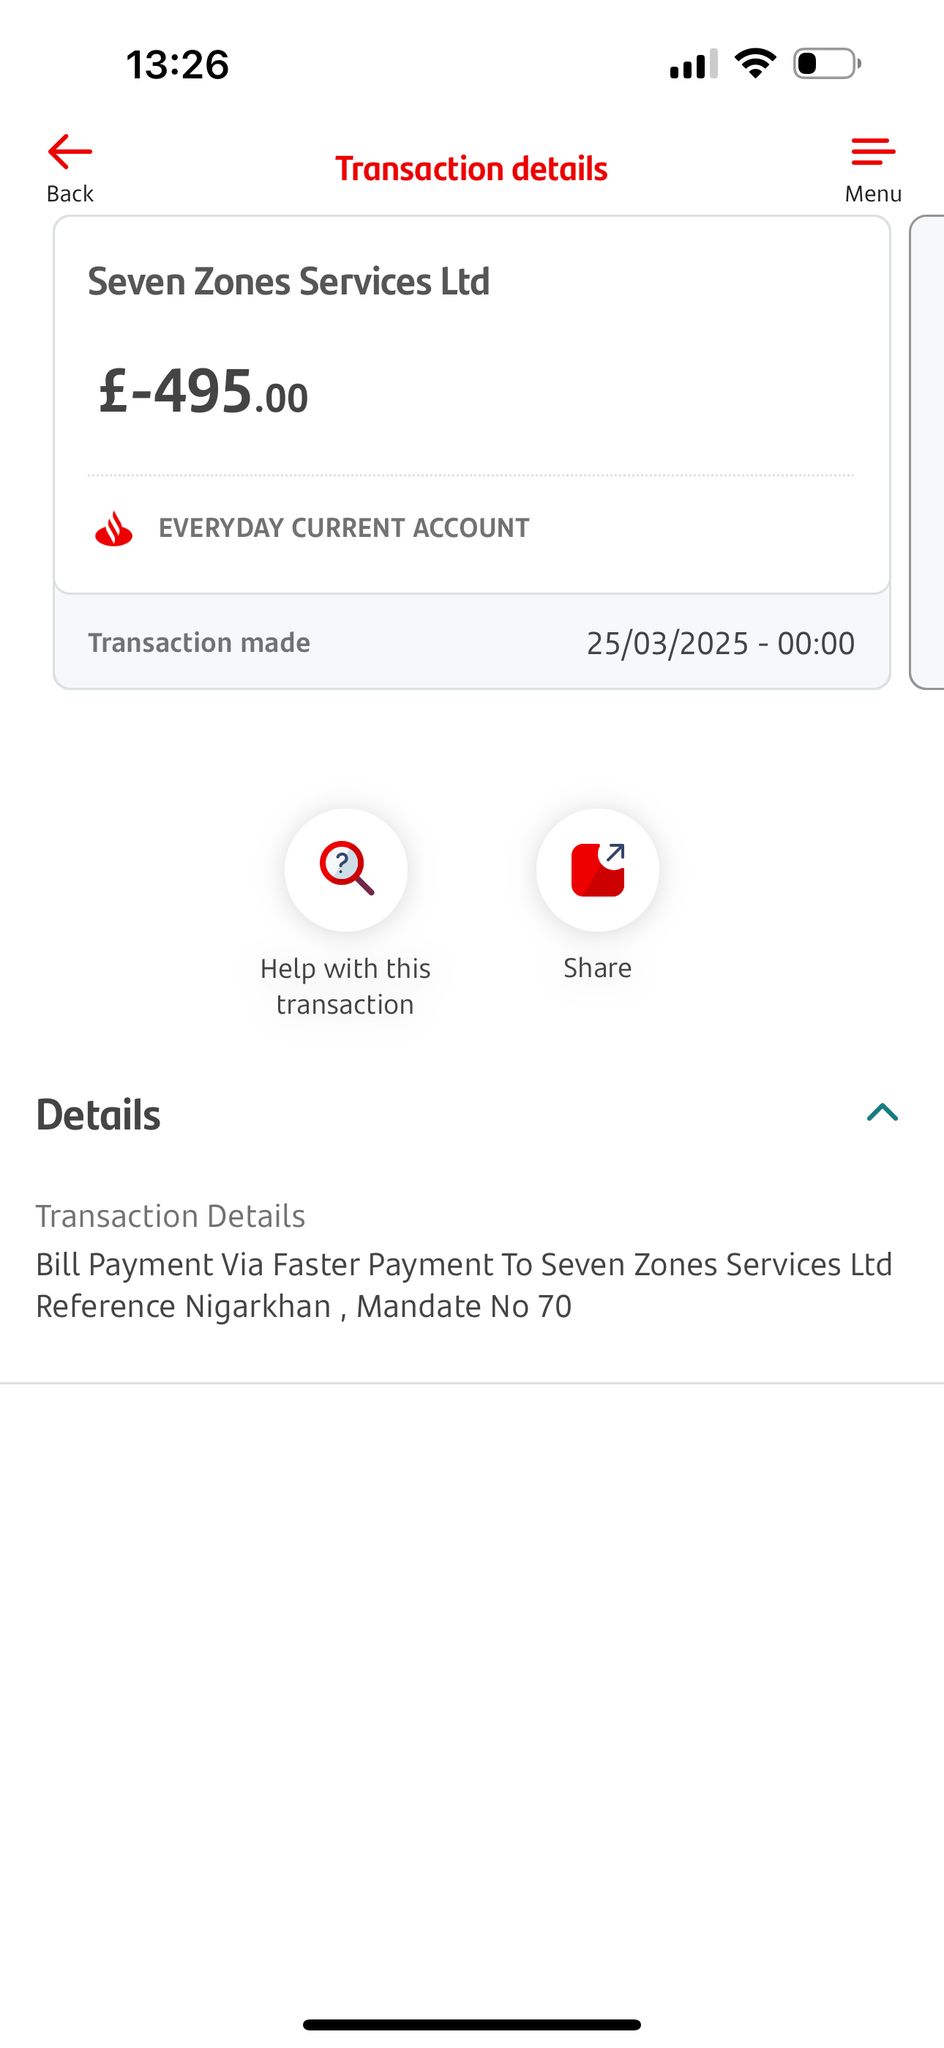 13:26
Back
Transaction details
Menu
Seven Zones Services Ltd
£-495.00
EVERYDAY CURRENT ACCOUNT
Transaction made 25/03/2025 - 00:00
?
Help with this
transaction
Share
Details
Transaction Details
Bill Payment Via Faster Payment To Seven Zones Services Ltd
Reference Nigarkhan , Mandate No 70